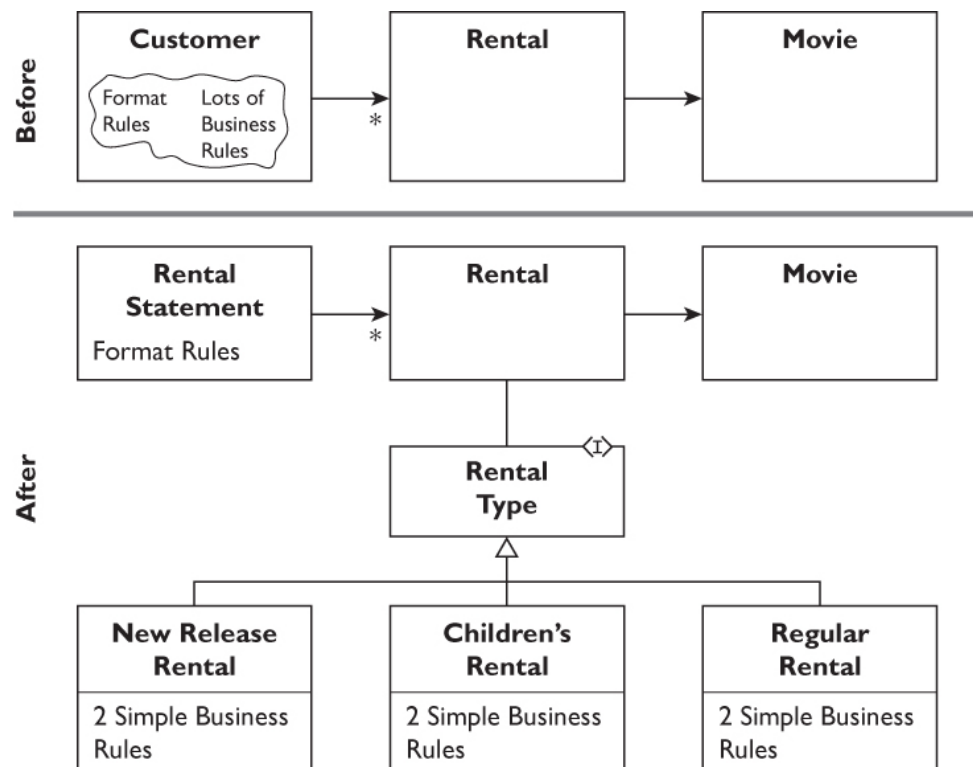 Before
Customer
Format
Rules
Lots of
Business
Rules
*
Rental
Movie
After
Rental
Statement
Format Rules
*
Rental
Movie
<I>
Rental
Type
New Release
Rental
2 Simple Business
Rules
Children's
Rental
2 Simple Business
Rules
Regular
Rental
2 Simple Business
Rules